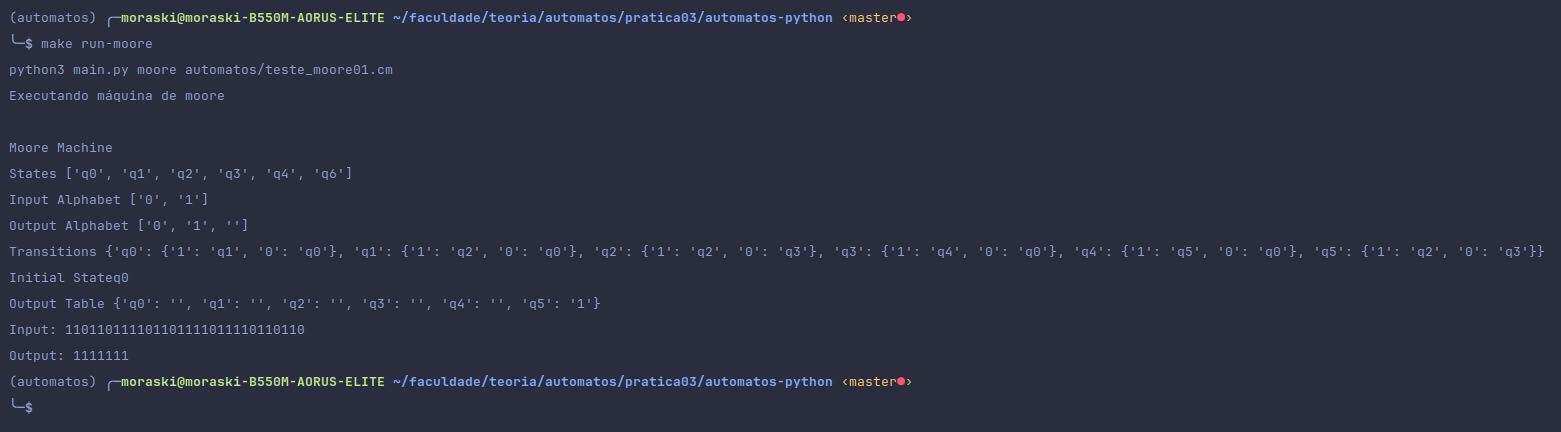 (automatos) ╭─moraski@moraski-B550M-AORUS-ELITE ~/faculdade/teoria/automatos/pratica03/automatos-python ‹master●›
╰─$ make run-moore
python3 main.py moore automatos/teste_moore01.cm
Executando máquina de moore
Moore Machine
States ['q0', 'q1', 'q2', 'q3', 'q4', 'q6']
Input Alphabet ['0', '1']
Output Alphabet ['0', '1', '']
Transitions {'q0': {'1': 'q1', '0': 'q0'}, 'q1': {'1': 'q2', '0': 'q0'}, 'q2': {'1': 'q2', '0': 'q3'}, 'q3': {'1': 'q4', '0': 'q0'}, 'q4': {'1': 'q5', '0': 'q0'}, 'q5': {'1': 'q2', '0': 'q3'}}
Initial Stateq0
Output Table {'q0': '', 'q1': '', 'q2': '', 'q3': '', 'q4': '', 'q5': '1'}
Input: 110110111101101111011110110110
Output: 1111111
(automatos) ╭─moraski@moraski-B550M-AORUS-ELITE ~/faculdade/teoria/automatos/pratica03/automatos-python ‹master●›
╰─$